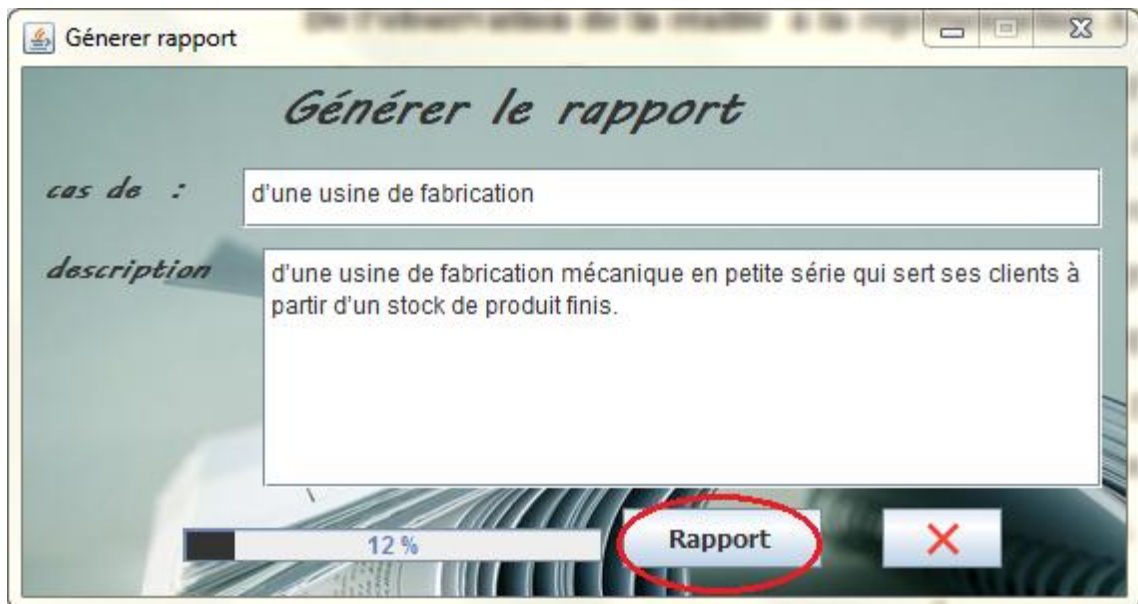 Génerer rapport
Générer le rapport
cas de :
d'une usine de fabrication
description
d'une usine de fabrication mécanique en petite série qui sert ses clients à
partir d'un stock de produit finis.
12 %
Rapport